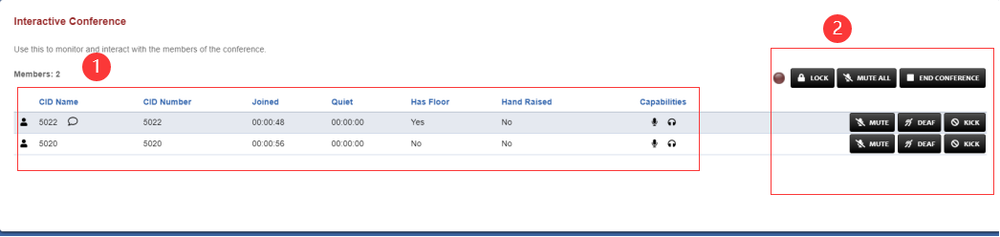 Interactive Conference
2
Use this to monitor and interact with the members of the conference.
1
Members: 2
LOCK MUTE ALL END CONFERENCE
CID Name CID Number Joined Quiet Has Floor Hand Raised Capabilities
5022 5022 00:00:48 00:00:00 Yes No MUTE DEAF KICK
5020 5020 00:00:56 00:00:00 No No MUTE DEAF KICK